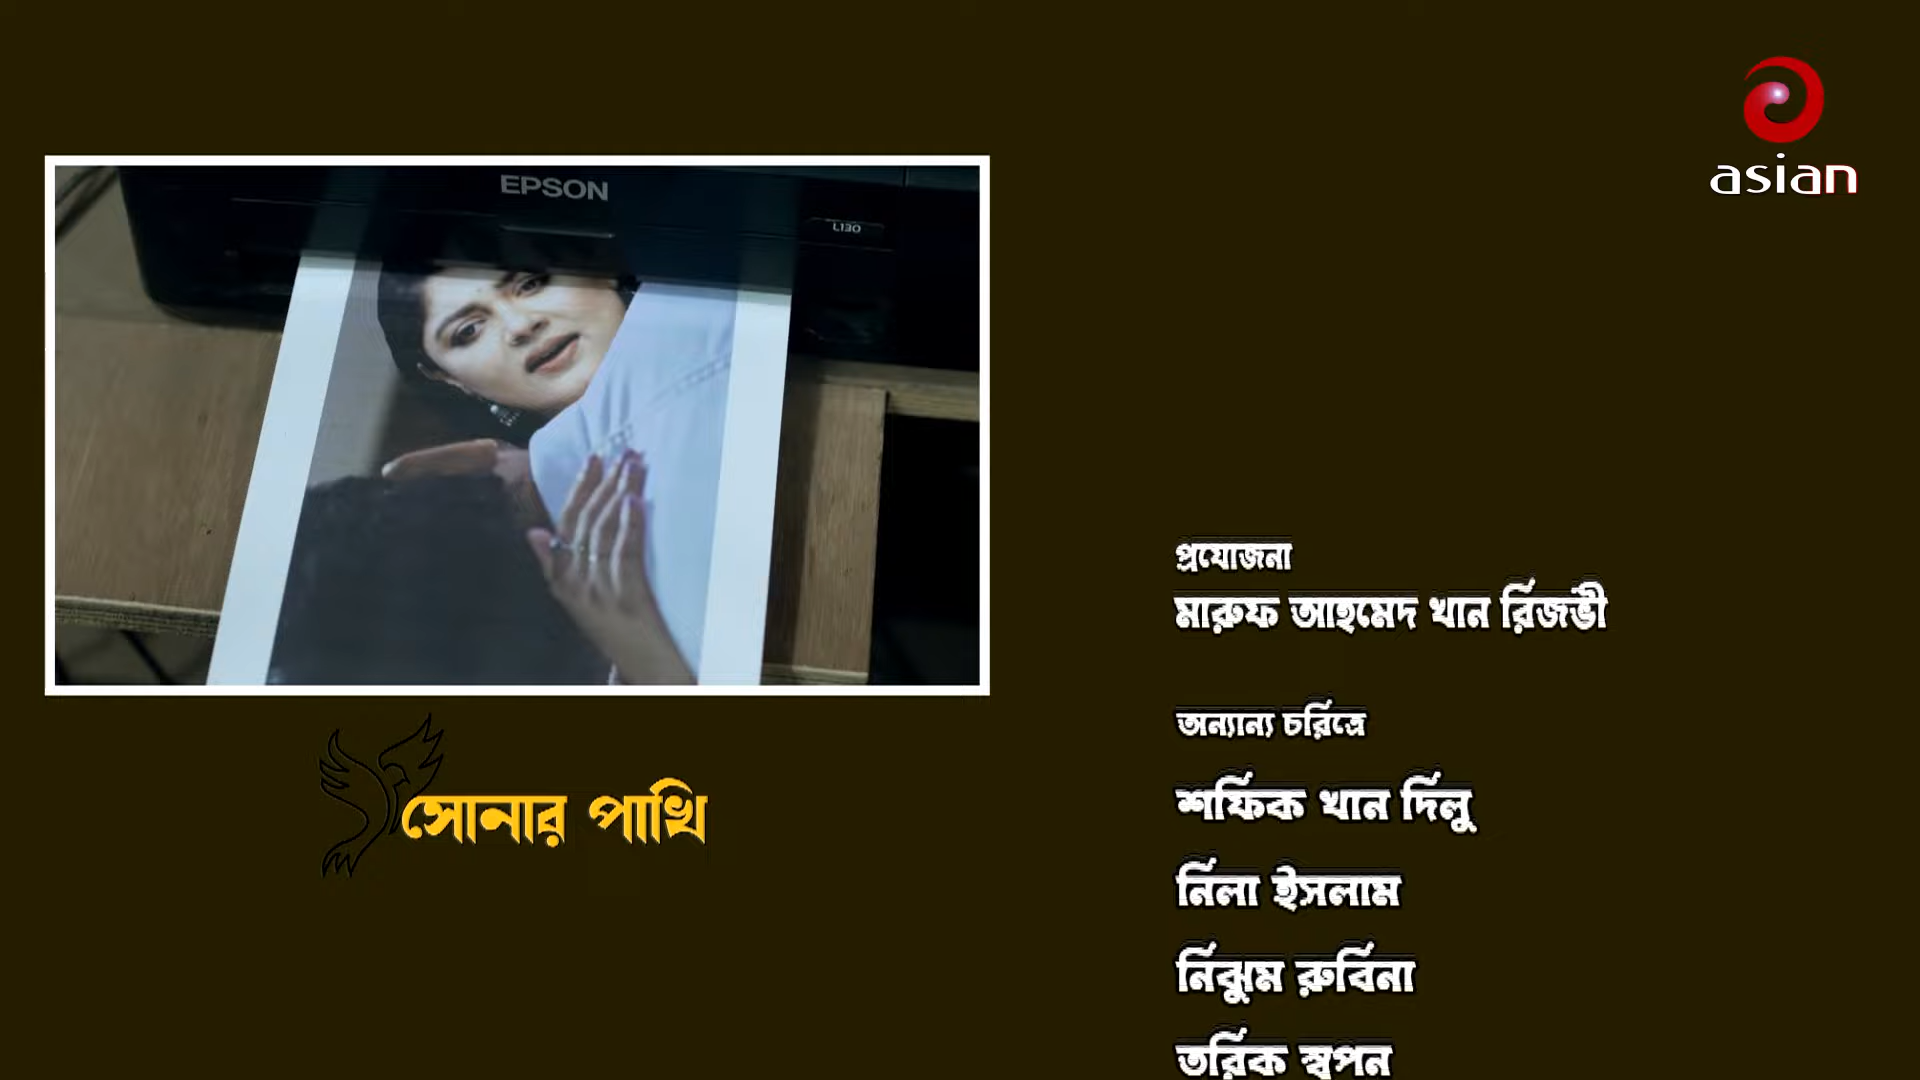 asian
EPSON
L130
সোনার পাখি
প্রযোজনা
মারুফ আহমেদ খান রিজভী
অন্যান্য চরিত্রে
শফিক খান দিলু
নিলা ইসলাম
নিঝুম রুবিনা
তরিক স্বপন